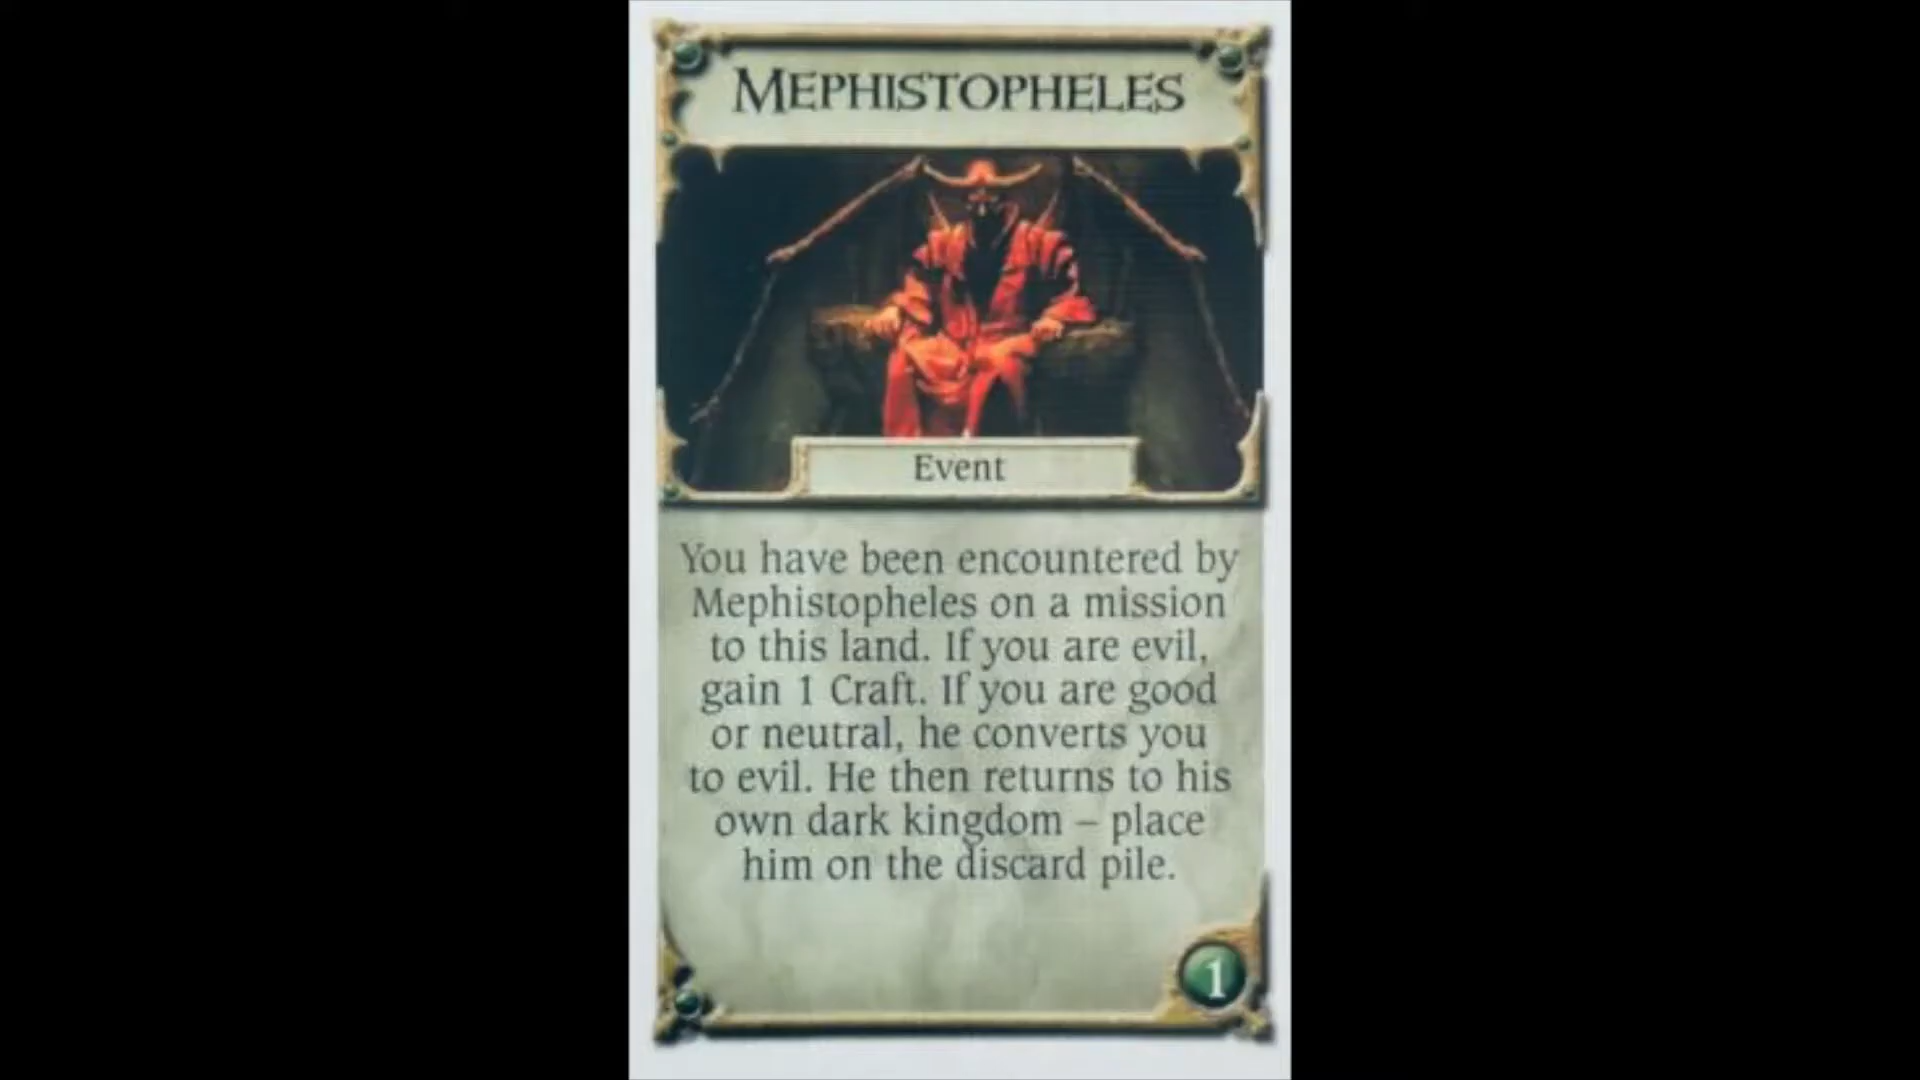 MEPHISTOPHELES
Event
You have been encountered by
Mephistopheles on a mission
to this land. If you are evil,
gain 1 Craft. If you are good
or neutral, he converts you
to evil. He then returns to his
own dark kingdom – place
him on the discard pile.
1